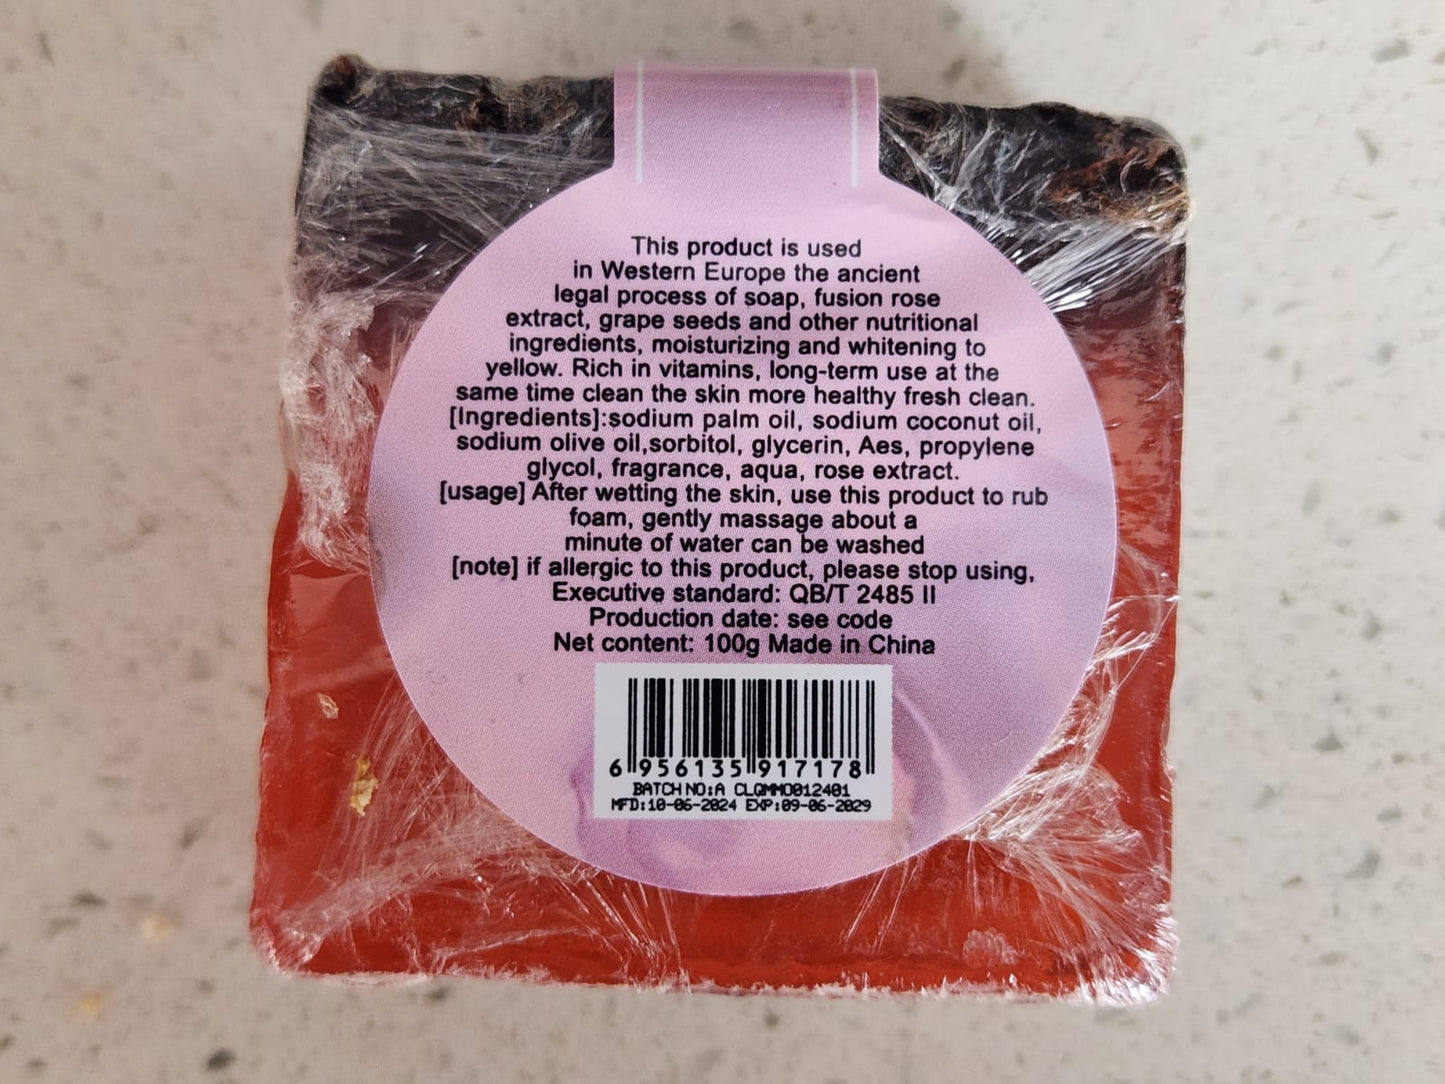 This product is used
in Western Europe the ancient
legal process of soap, fusion rose
extract, grape seeds and other nutritional
ingredients, moisturizing and whitening to
yellow. Rich in vitamins, long-term use at the
same time clean the skin more healthy fresh clean.
[Ingredients]:sodium palm oil, sodium coconut oil,
sodium olive oil,sorbitol, glycerin, Aes, propylene
glycol, fragrance, aqua, rose extract.
[usage] After wetting the skin, use this product to rub
foam, gently massage about a
minute of water can be washed
[note] if allergic to this product, please stop using,
Executive standard: QB/T 2485 II
Production date: see code
Net content: 100g Made in China
6 956135 917178
BATCH NO:A CLQMMO012401
MFD:10-06-2024 EXP:09-06-2029